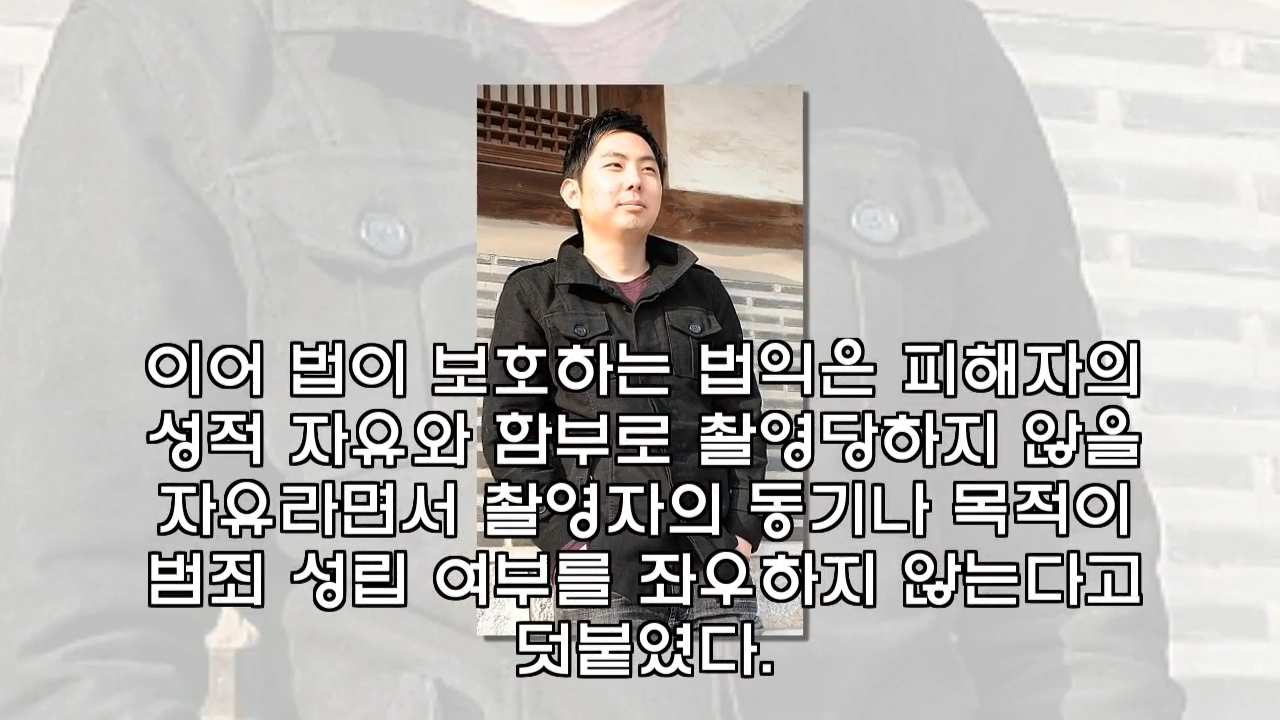 이어 법이 보호하는 법익은 피해자의
성적 자유와 함부로 촬영당하지 않을
자유라면서 촬영자의 동기나 목적이
범죄 성립 여부를 좌우하지 않는다고
덧붙였다.